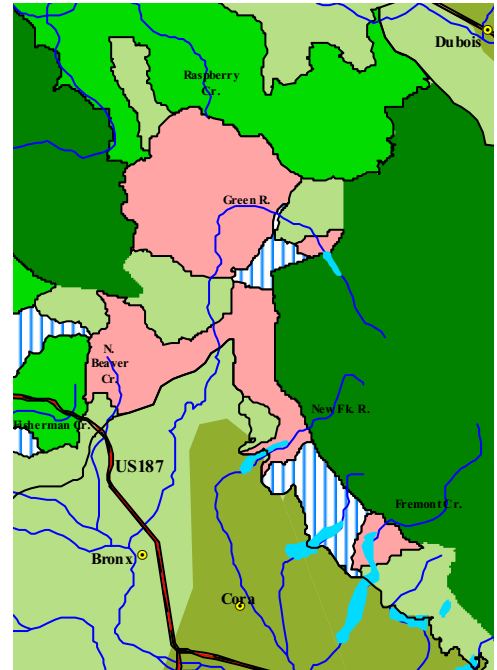 Dubois
Raspberry
Cr.
Green R.
N.
Beaver
Cr.
New Fk. R.
Fisherman Cr.
US187
Fremont Cr.
Bronx
Cora